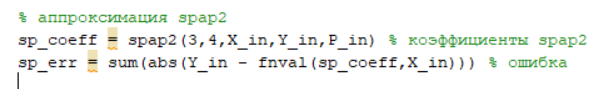 % аппроксимация spap2
sp_coeff = spap2(3,4,X_in,Y_in,P_in) % коэффициенты spap2
sp_err = sum(abs(Y_in - fnval(sp_coeff,X_in))) % ошибка